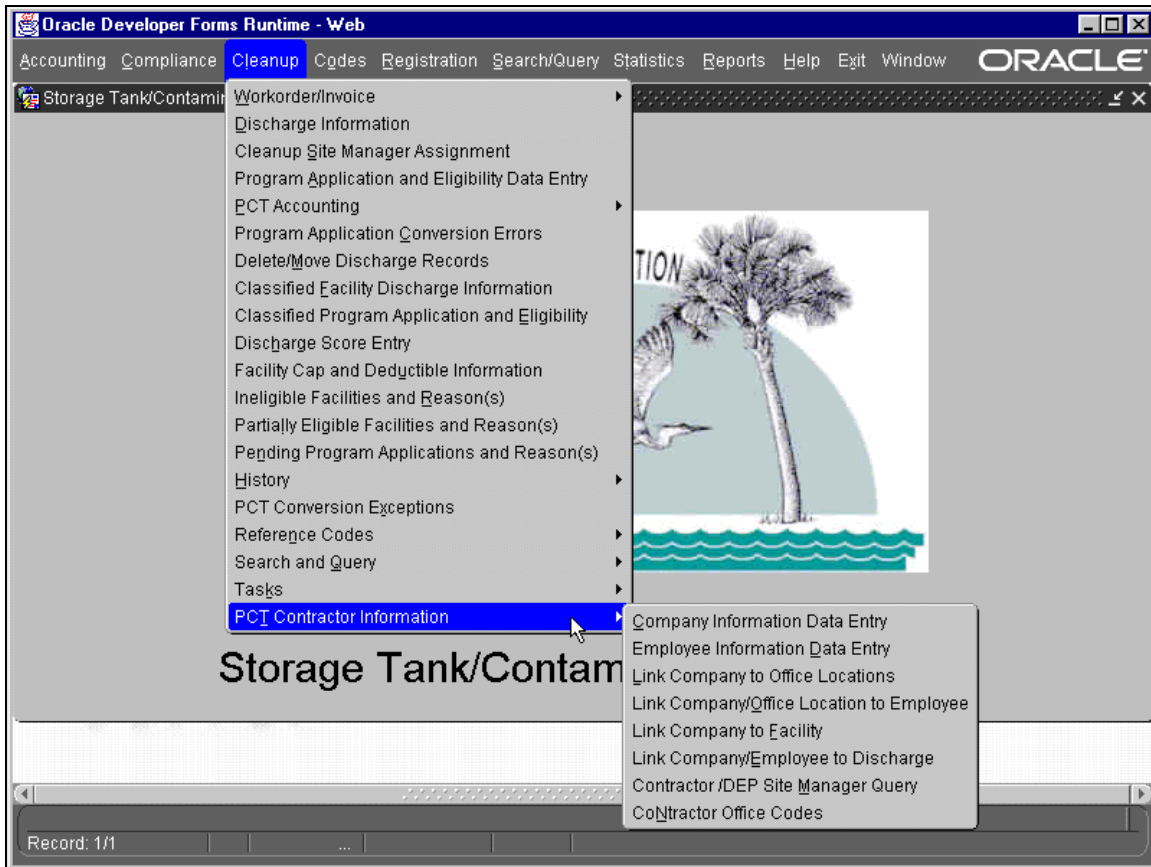 Oracle Developer Forms Runtime - Web
Accounting Compliance Cleanup Codes Registration Search/Query Statistics Reports Help Exit Window ORACLE
Storage Tank/Contamin
Workorder/Invoice
Discharge Information
Cleanup Site Manager Assignment
Program Application and Eligibility Data Entry
PCT Accounting
Program Application Conversion Errors
Delete/Move Discharge Records
Classified Facility Discharge Information
Classified Program Application and Eligibility
Discharge Score Entry
Facility Cap and Deductible Information
Ineligible Facilities and Reason(s)
Partially Eligible Facilities and Reason(s)
Pending Program Applications and Reason(s)
History
PCT Conversion Exceptions
Reference Codes
Search and Query
Tasks
PCT Contractor Information
TION
Company Information Data Entry
Employee Information Data Entry
Link Company to Office Locations
Link Company/Office Location to Employee
Link Company to Facility
Link Company/Employee to Discharge
Contractor /DEP Site Manager Query
CoNtractor Office Codes
Storage Tank/Contam
Record: 1/1
...